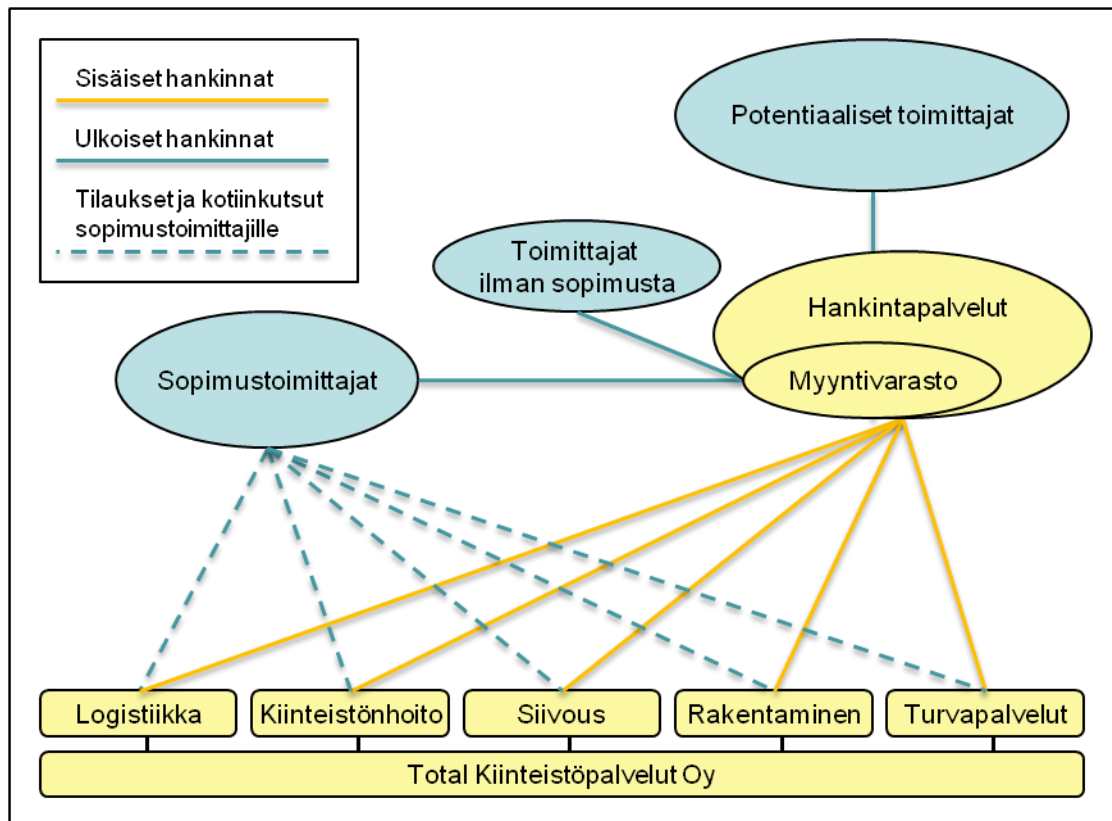 Sisäiset hankinnat
Ulkoiset hankinnat
Tilaukset ja kotiinkutsut
sopimustoimittajille
Potentiaaliset toimittajat
Toimittajat
ilman sopimusta
Hankintapalvelut
Myyntivarasto
Sopimustoimittajat
Logistiikka
Kiinteistönhoito
Siivous
Rakentaminen
Turvapalvelut
Total Kiinteistöpalvelut Oy